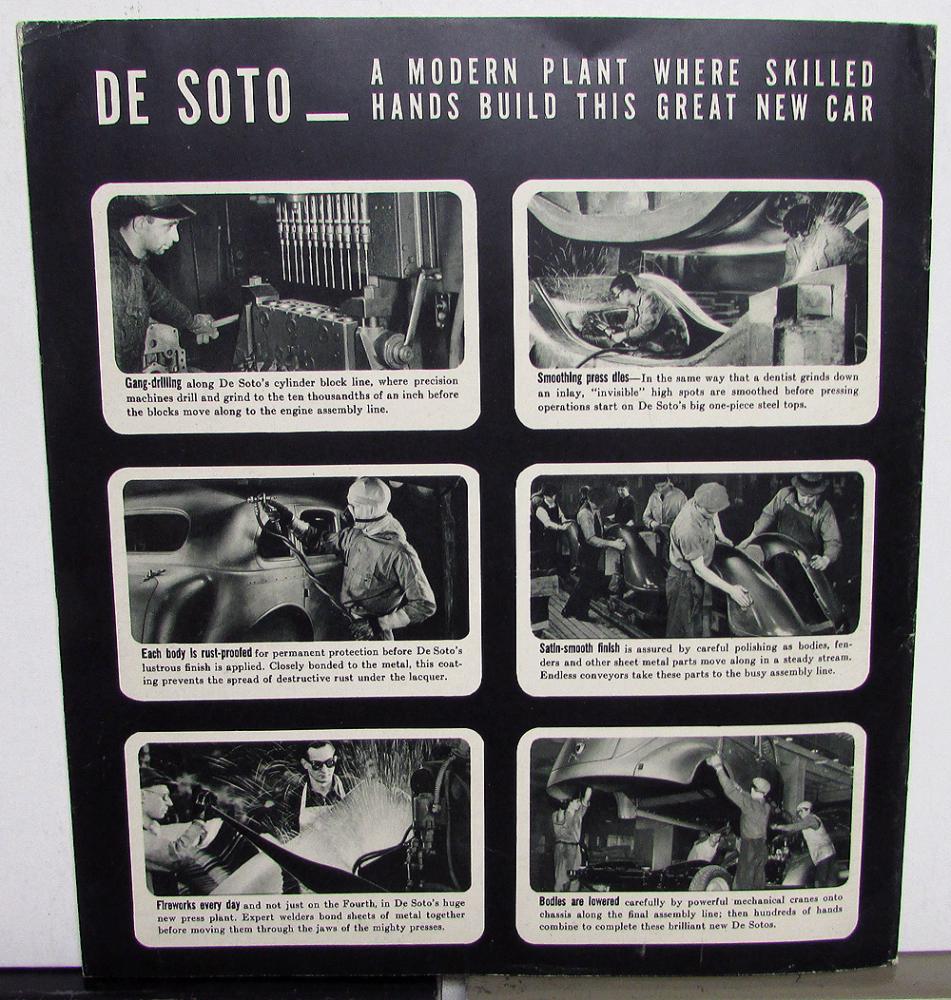 DE SOTO — A MODERN PLANT WHERE SKILLED
HANDS BUILD THIS GREAT NEW CAR
Gang-drilling along De Soto's cylinder block line, where precision
machines drill and grind to the ten thousandths of an inch before
the blocks move along to the engine assembly line.
Smoothing press dies—In the same way that a dentist grinds down
an inlay, "invisible" high spots are smoothed before pressing
operations start on De Soto's big one-piece steel tops.
Each body is rust-proofed for permanent protection before De Soto's
lustrous finish is applied. Closely bonded to the metal, this coat-
ing prevents the spread of destructive rust under the lacquer.
Satin-smooth finish is assured by careful polishing as bodies, fen-
ders and other sheet metal parts move along in a steady stream.
Endless conveyors take these parts to the busy assembly line.
Fireworks every day and not just on the Fourth, in De Soto's huge
new press plant. Expert welders bond sheets of metal together
before moving them through the jaws of the mighty presses.
Bodies are lowered carefully by powerful mechanical cranes onto
chassis along the final assembly line; then hundreds of hands
combine to complete these brilliant new De Sotos.